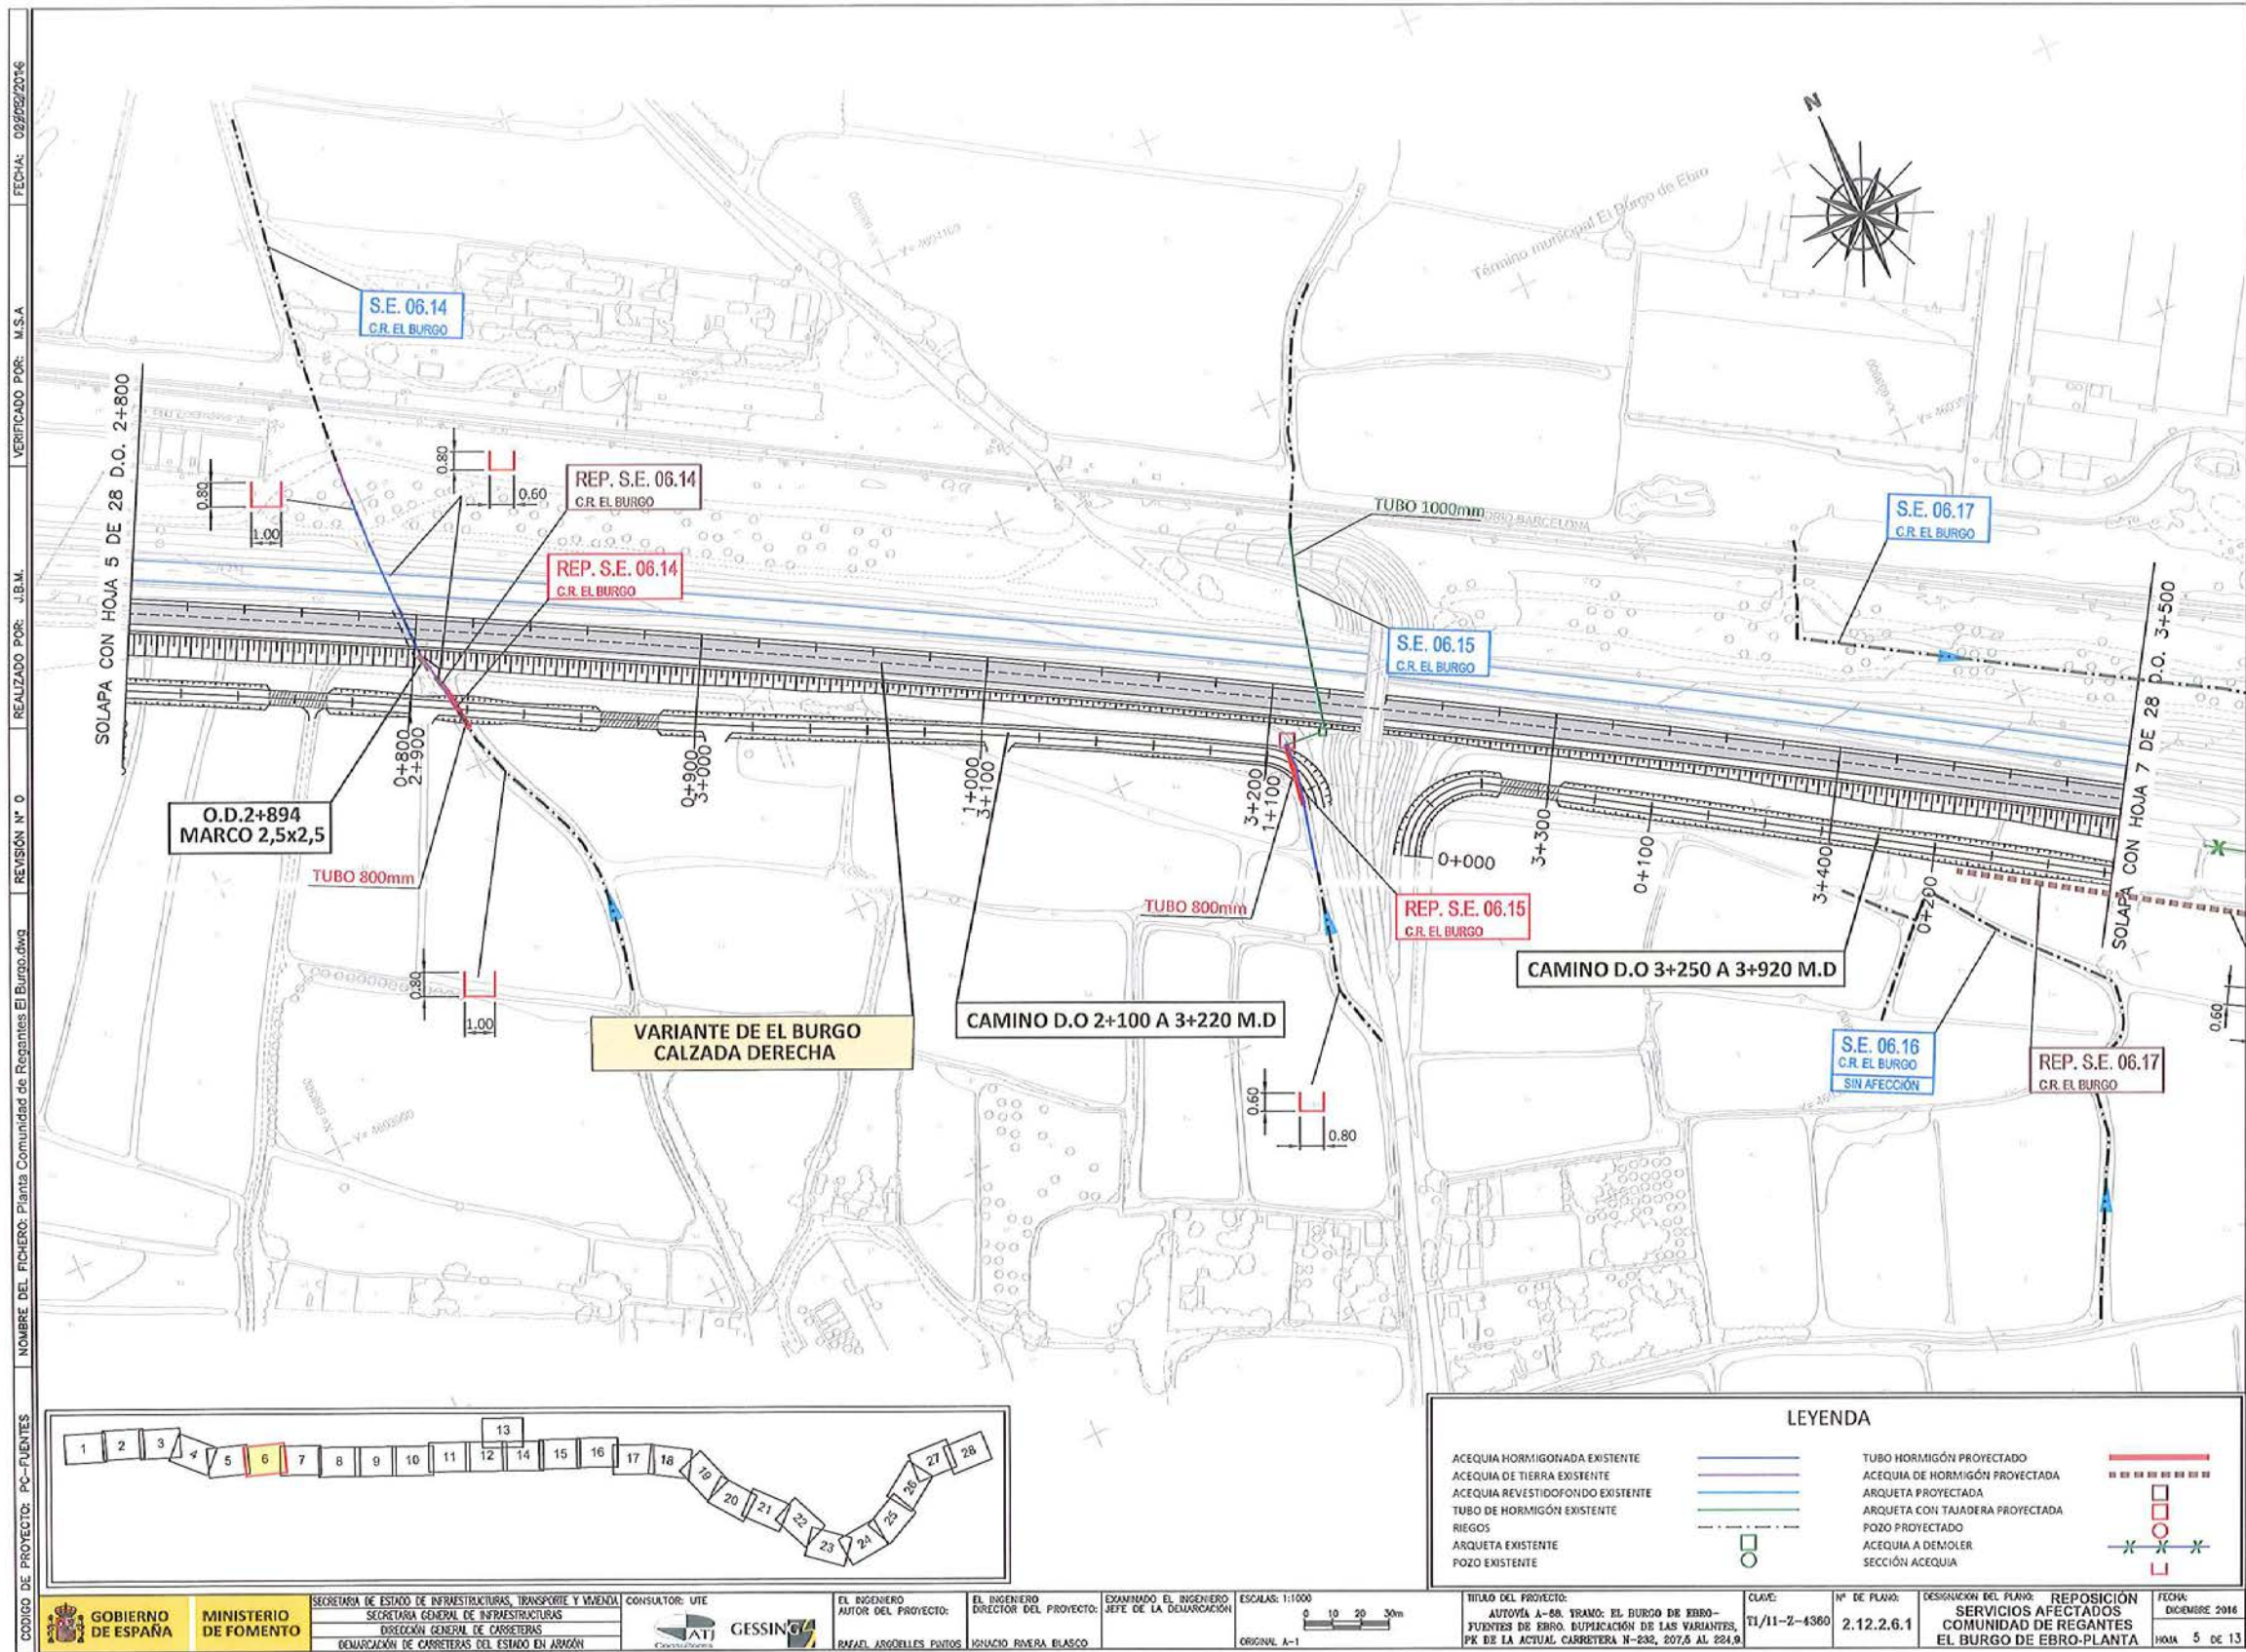 CODIGO DE PROYECTO: PC-FUENTES
NOMBRE DEL FICHERO: Planta Comunidad de Regantes El Burgo.dwg
REVISIÓN Nº 0
REALIZADO POR: J.B.M.
VERIFICADO POR: M.S.A
FECHA:
N
Término municipal El Burgo de Ebro
S.E. 06.14
C.R. EL BURGO
SOLAPA CON HOJA 5 DE 28 D.O. 2+800
0.80
1.00
0.80
0.60
REP. S.E. 06.14
C.R. EL BURGO
REP. S.E. 06.14
C.R. EL BURGO
TUBO 1000mm
BARCELONA
S.E. 06.17
C.R. EL BURGO
S.E. 06.15
C.R. EL BURGO
SOLAPA CON HOJA 7 DE 28 D.O. 3+500
0+800
2+900
0+900
3+000
1+000
3+100
3+200
1+100
0+000
3+300
0+100
3+400
0+200
O.D.2+894
MARCO 2,5x2,5
TUBO 800mm
TUBO 800mm
REP. S.E. 06.15
C.R. EL BURGO
0.80
1.00
VARIANTE DE EL BURGO
CALZADA DERECHA
CAMINO D.O 2+100 A 3+220 M.D
CAMINO D.O 3+250 A 3+920 M.D
0.60
0.80
S.E. 06.16
C.R. EL BURGO
SIN AFECCIÓN
REP. S.E. 06.17
C.R. EL BURGO
0.60
1 2 3 4 5 6 7 8 9 10 11 12 13 14 15 16 17 18 19 20 21 22 23 24 25 26 27 28
LEYENDA
ACEQUIA HORMIGONADA EXISTENTE
ACEQUIA DE TIERRA EXISTENTE
ACEQUIA REVESTIDOFONDO EXISTENTE
TUBO DE HORMIGÓN EXISTENTE
RIEGOS
ARQUETA EXISTENTE
POZO EXISTENTE
TUBO HORMIGÓN PROYECTADO
ACEQUIA DE HORMIGÓN PROYECTADA
ARQUETA PROYECTADA
ARQUETA CON TAJADERA PROYECTADA
POZO PROYECTADO
ACEQUIA A DEMOLER
SECCIÓN ACEQUIA
GOBIERNO
DE ESPAÑA
MINISTERIO
DE FOMENTO
SECRETARIA DE ESTADO DE INFRAESTRUCTURAS, TRANSPORTE Y VIVIENDA
SECRETARIA GENERAL DE INFRAESTRUCTURAS
DIRECCIÓN GENERAL DE CARRETERAS
DEMARCACIÓN DE CARRETERAS DEL ESTADO EN ARAGÓN
CONSULTOR: UTE
ATJ
Consultores
GESSING
EL INGENIERO
AUTOR DEL PROYECTO:
RAFAEL ARGÜELLES PINTOS
EL INGENIERO
DIRECTOR DEL PROYECTO:
IGNACIO RIVERA BLASCO
EXAMINADO EL INGENIERO
JEFE DE LA DEMARCACIÓN
ESCALAS: 1:1000
0 10 20 30m
ORIGINAL A-1
TITULO DEL PROYECTO:
AUTOVÍA A-68. TRAMO: EL BURGO DE EBRO-
FUENTES DE EBRO. DUPLICACIÓN DE LAS VARIANTES,
PK DE LA ACTUAL CARRETERA N-232, 207,5 AL 224,9
CLAVE:
T1/11-Z-4360
Nº DE PLANO:
2.12.2.6.1
DESIGNACION DEL PLANO: REPOSICIÓN
SERVICIOS AFECTADOS
COMUNIDAD DE REGANTES
EL BURGO DE EBRO-PLANTA
FECHA:
DICIEMBRE 2016
HOJA 5 DE 13